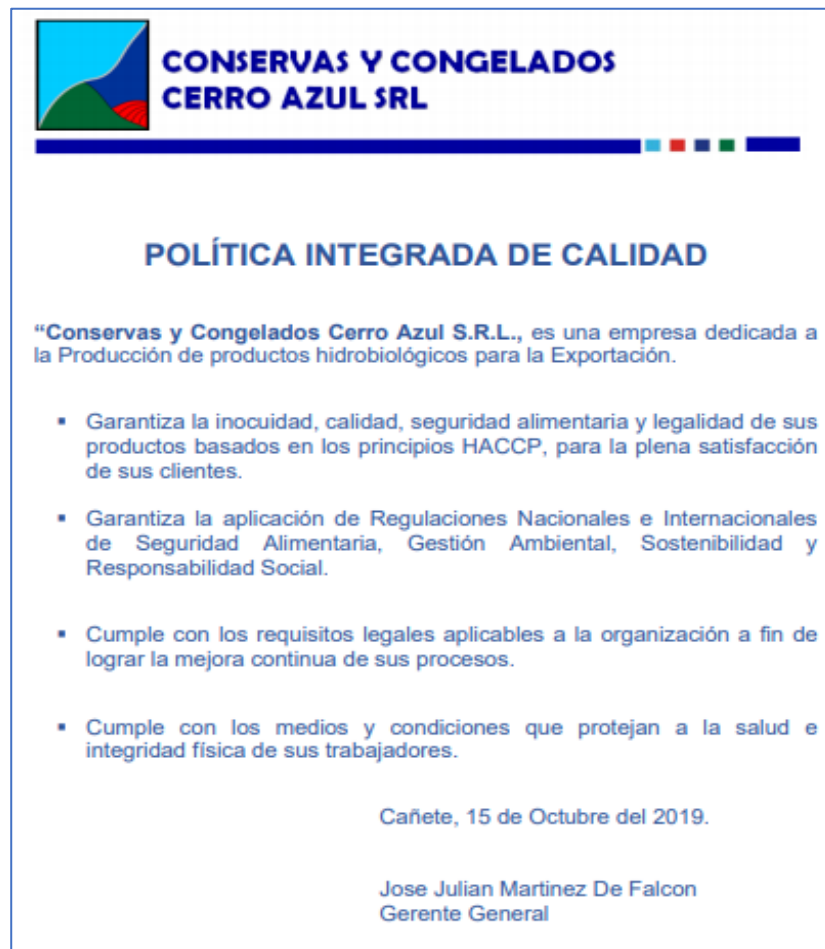 CONSERVAS Y CONGELADOS
CERRO AZUL SRL
POLÍTICA INTEGRADA DE CALIDAD
“Conservas y Congelados Cerro Azul S.R.L., es una empresa dedicada a
la Producción de productos hidrobiológicos para la Exportación.
▪ Garantiza la inocuidad, calidad, seguridad alimentaria y legalidad de sus
productos basados en los principios HACCP, para la plena satisfacción
de sus clientes.
▪ Garantiza la aplicación de Regulaciones Nacionales e Internacionales
de Seguridad Alimentaria, Gestión Ambiental, Sostenibilidad y
Responsabilidad Social.
▪ Cumple con los requisitos legales aplicables a la organización a fin de
lograr la mejora continua de sus procesos.
▪ Cumple con los medios y condiciones que protejan a la salud e
integridad física de sus trabajadores.
Cañete, 15 de Octubre del 2019.
Jose Julian Martinez De Falcon
Gerente General